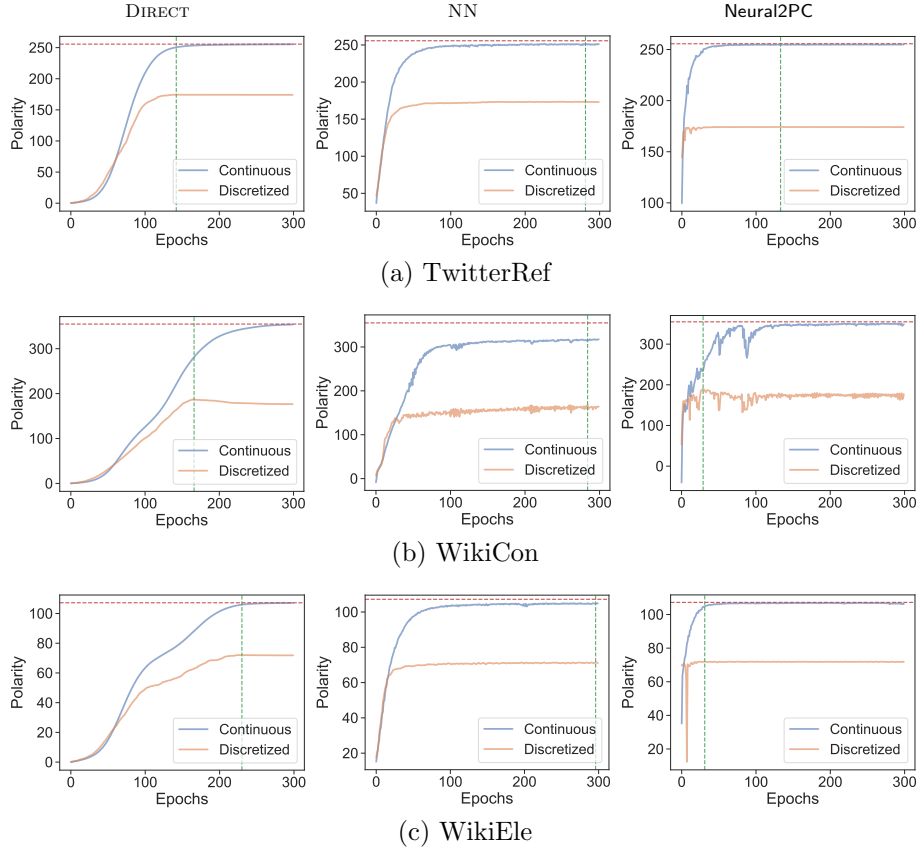 DIRECT
NN
Neural2PC
Polarity
250
200
150
100
50
0
Continuous
Discretized
0 100 200 300
Epochs
Polarity
250
200
150
100
50
Continuous
Discretized
0 100 200 300
Epochs
Polarity
250
200
150
100
Continuous
Discretized
0 100 200 300
Epochs
(a) TwitterRef
Polarity
300
200
100
0
Continuous
Discretized
0 100 200 300
Epochs
Polarity
300
200
100
0
Continuous
Discretized
0 100 200 300
Epochs
Polarity
300
200
100
0
Continuous
Discretized
0 100 200 300
Epochs
(b) WikiCon
Polarity
100
80
60
40
20
0
Continuous
Discretized
0 100 200 300
Epochs
Polarity
100
80
60
40
20
Continuous
Discretized
0 100 200 300
Epochs
Polarity
100
80
60
40
20
Continuous
Discretized
0 100 200 300
Epochs
(c) WikiEle